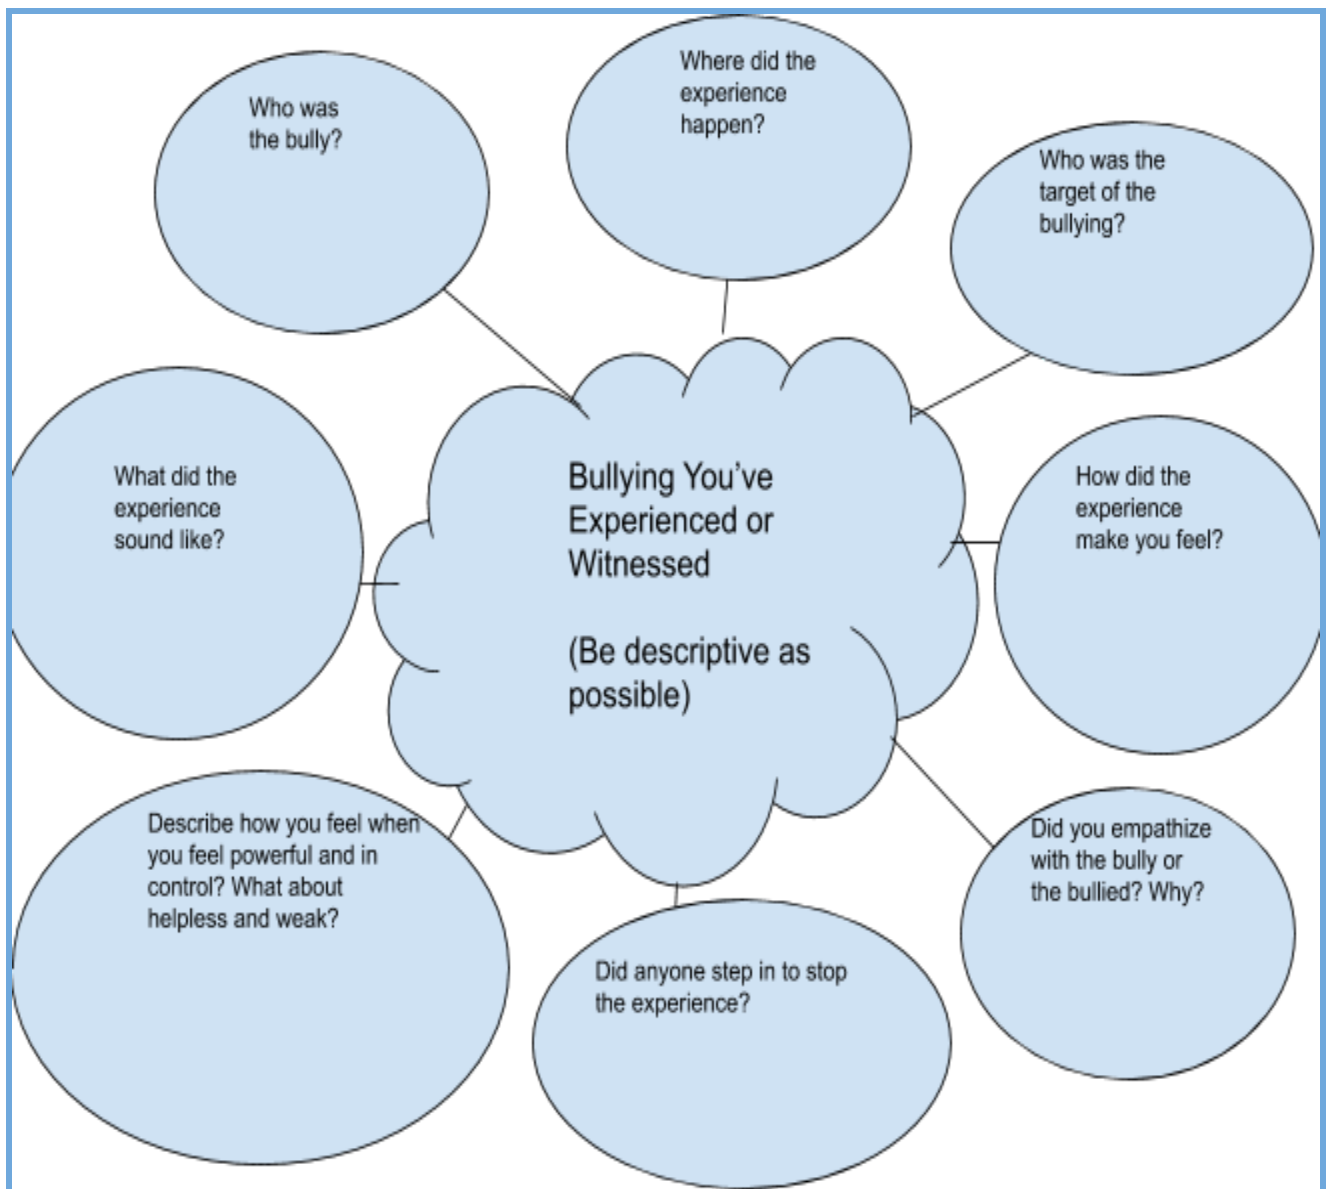 Where did the
experience
happen?
Who was
the bully?
Who was the
target of the
bullying?
What did the
experience
sound like?
Bullying You've
Experienced or
Witnessed
(Be descriptive as
possible)
How did the
experience
make you feel?
Describe how you feel when
you feel powerful and in
control? What about
helpless and weak?
Did anyone step in to stop
the experience?
Did you empathize
with the bully or
the bullied? Why?